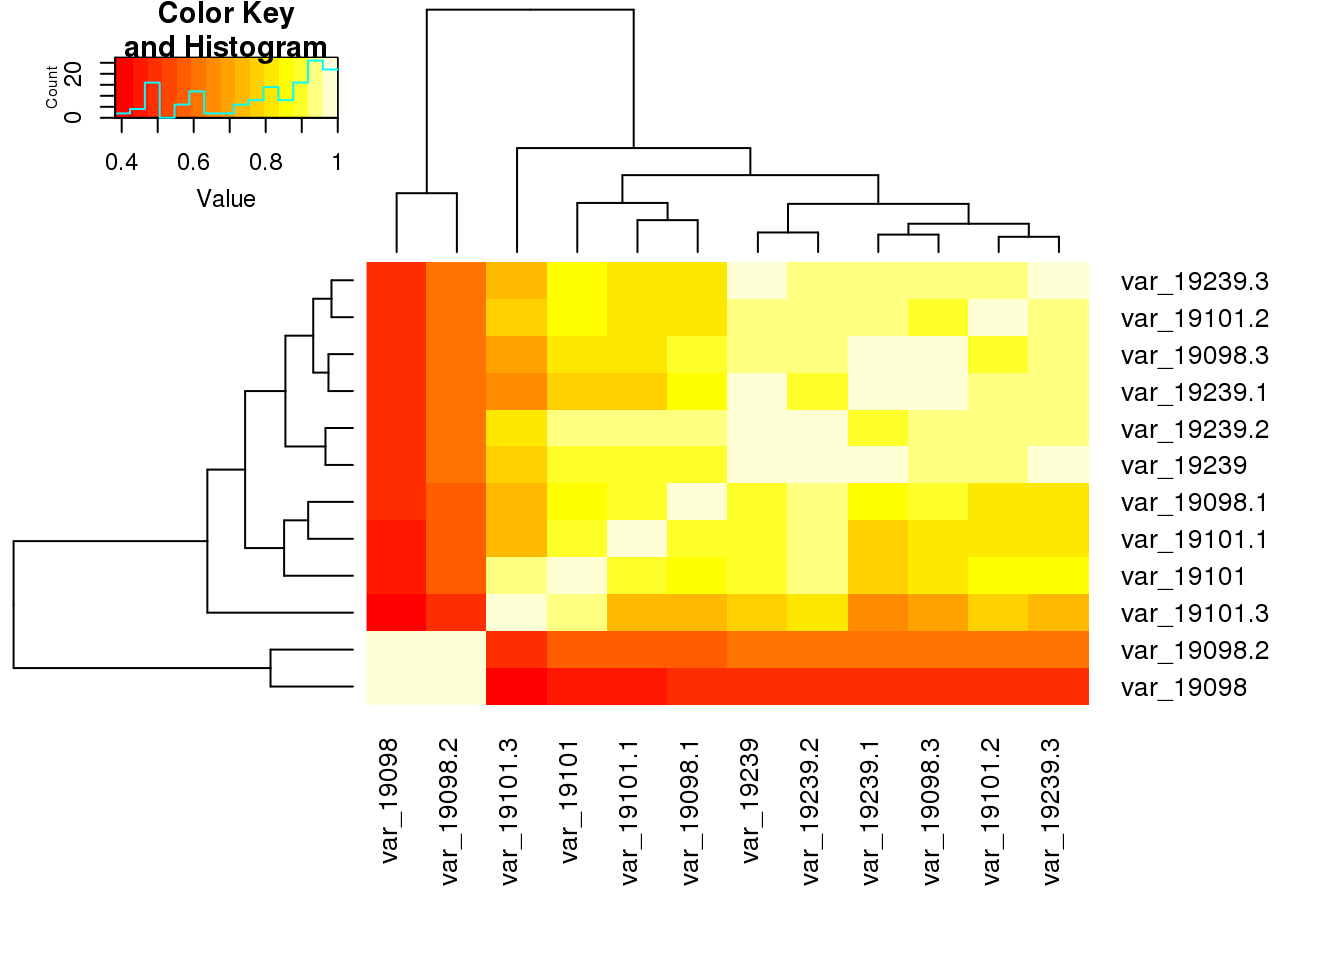 Color Key
and Histogram
Count
0 20
0.4 0.6 0.8 1
Value
var_19239.3
var_19101.2
var_19098.3
var_19239.1
var_19239.2
var_19239
var_19098.1
var_19101.1
var_19101
var_19101.3
var_19098.2
var_19098
var_19098
var_19098.2
var_19101.3
var_19101
var_19101.1
var_19098.1
var_19239
var_19239.2
var_19239.1
var_19098.3
var_19101.2
var_19239.3